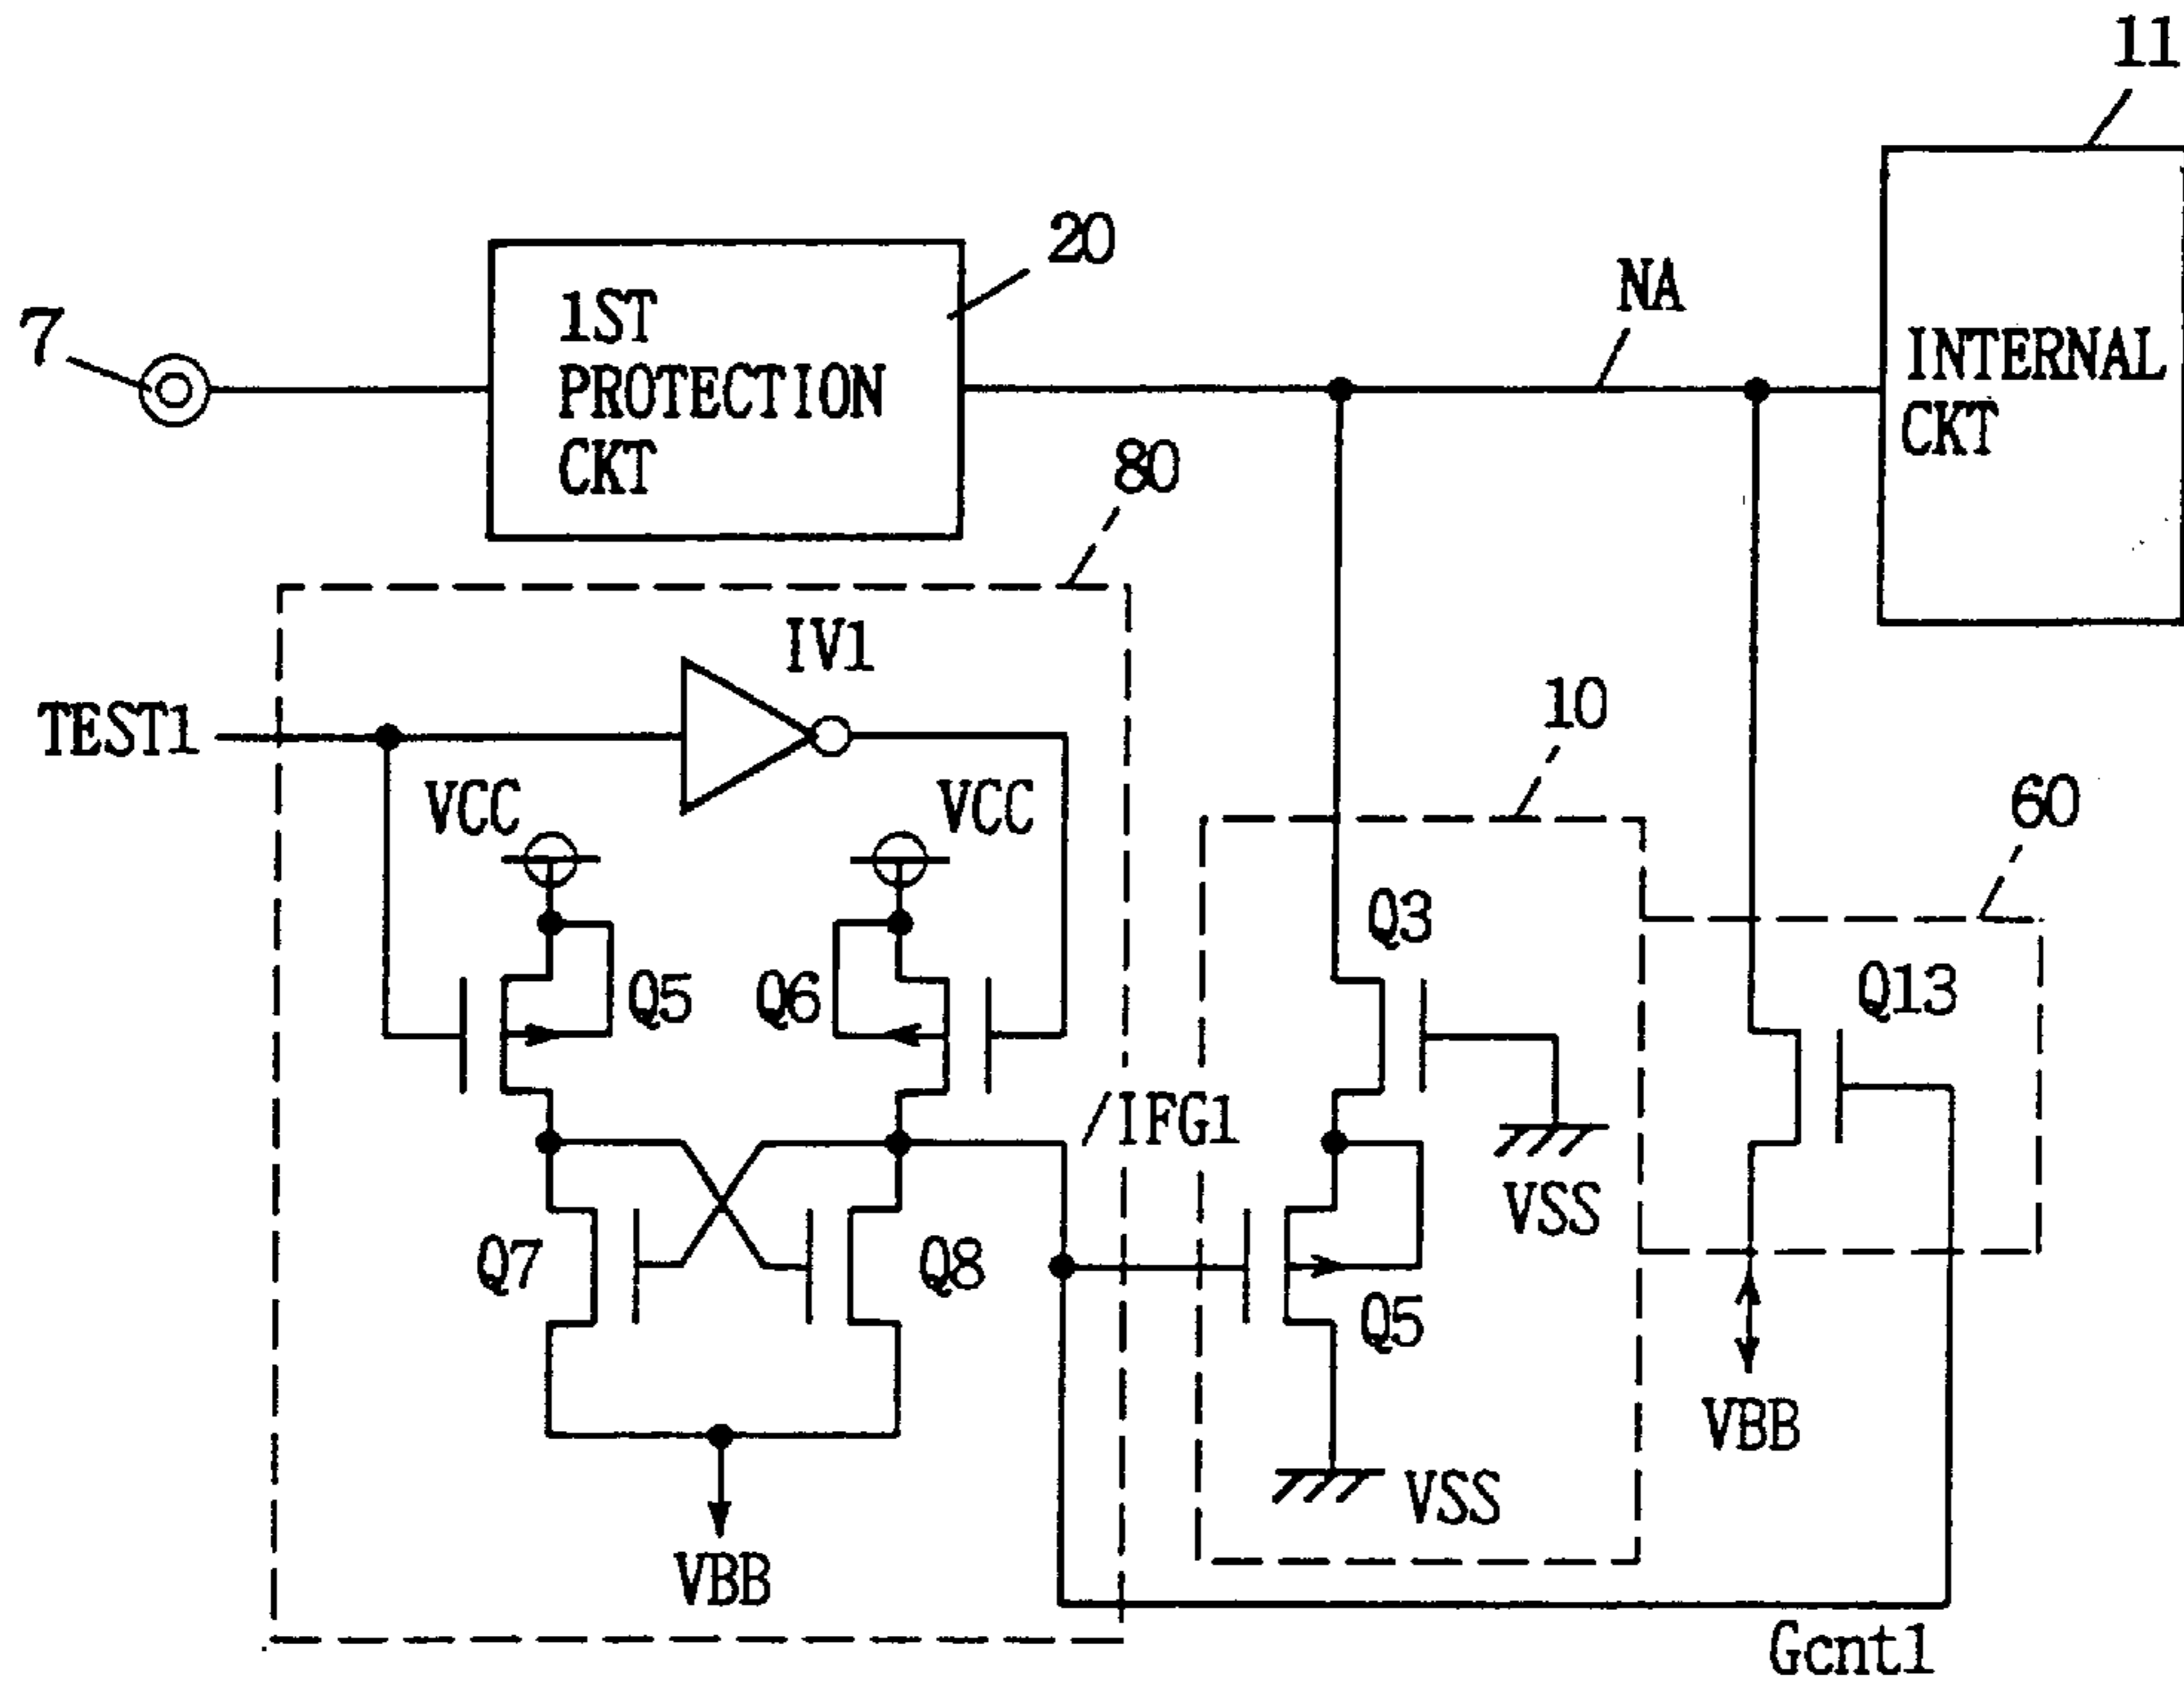 11
20
7
1ST
PROTECTION
CKT
NA
INTERNAL
CKT
80
IV1
TEST1
10
VCC
VCC
60
Q3
Q5
Q6
Q13
/IFG1
VSS
Q7
Q8
Q5
VBB
VSS
VBB
Gcnt1